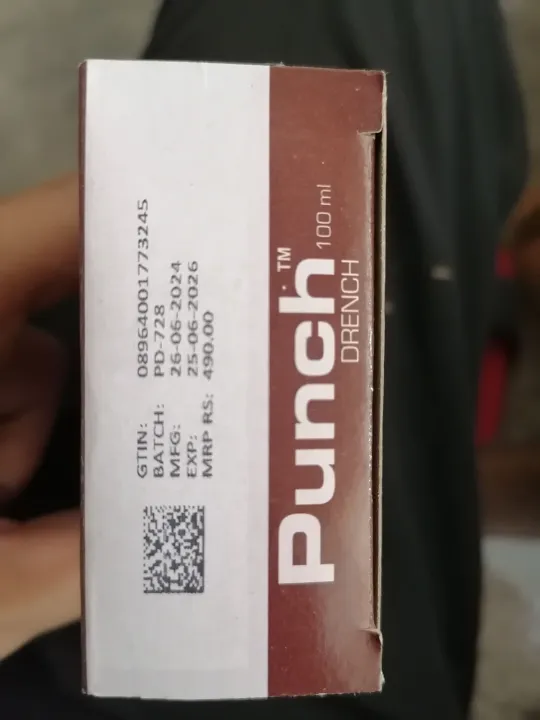 GTIN: 08964001773245
BATCH: PD-728
MFG: 26-06-2024
EXP: 25-06-2026
MRP RS: 490.00
Punch™
DRENCH 100 ml